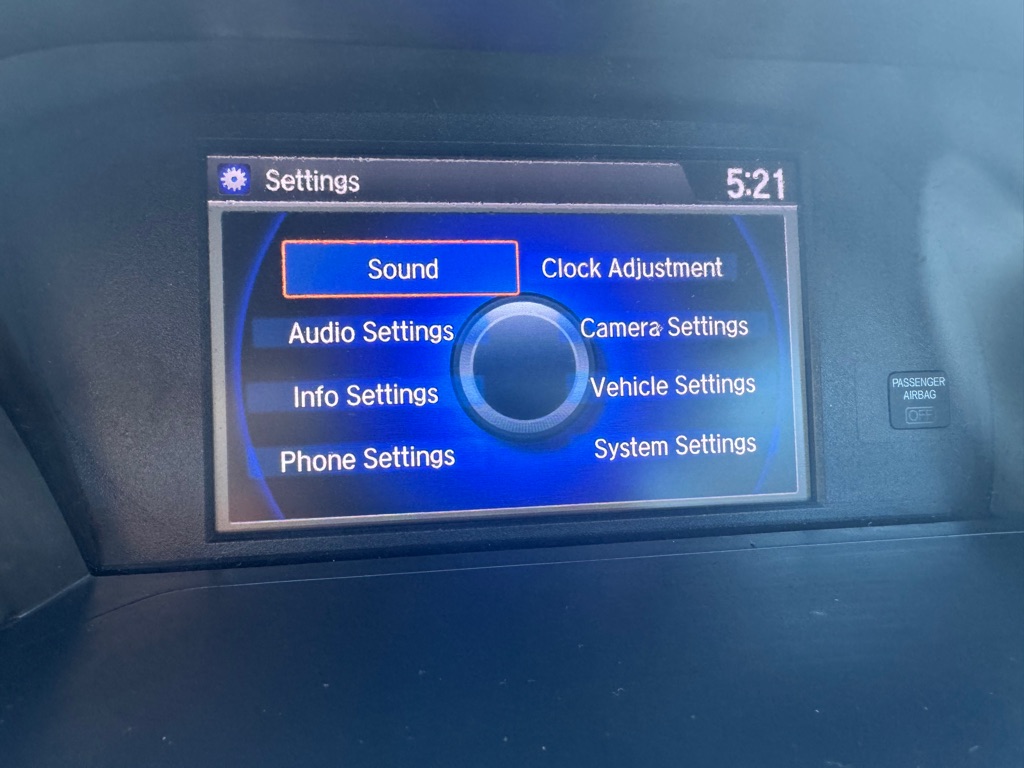 Settings
5:21
Sound
Clock Adjustment
Audio Settings
Camera Settings
Info Settings
Vehicle Settings
Phone Settings
System Settings
PASSENGER
AIRBAG
OFF